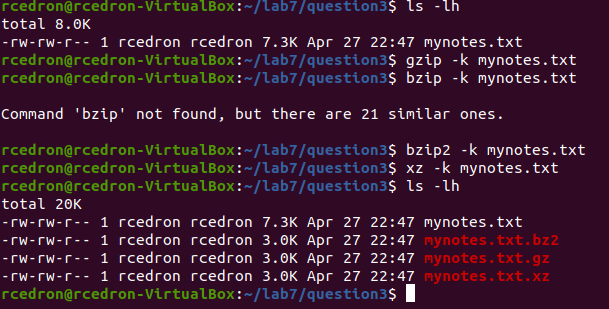 rcedron@rcedron-VirtualBox:~/lab7/question3$ ls -lh
total 8.0K
-rw-rw-r-- 1 rcedron rcedron 7.3K Apr 27 22:47 mynotes.txt
rcedron@rcedron-VirtualBox:~/lab7/question3$ gzip -k mynotes.txt
rcedron@rcedron-VirtualBox:~/lab7/question3$ bzip -k mynotes.txt
Command 'bzip' not found, but there are 21 similar ones.
rcedron@rcedron-VirtualBox:~/lab7/question3$ bzip2 -k mynotes.txt
rcedron@rcedron-VirtualBox:~/lab7/question3$ xz -k mynotes.txt
rcedron@rcedron-VirtualBox:~/lab7/question3$ ls -lh
total 20K
-rw-rw-r-- 1 rcedron rcedron 7.3K Apr 27 22:47 mynotes.txt
-rw-rw-r-- 1 rcedron rcedron 3.0K Apr 27 22:47 mynotes.txt.bz2
-rw-rw-r-- 1 rcedron rcedron 3.0K Apr 27 22:47 mynotes.txt.gz
-rw-rw-r-- 1 rcedron rcedron 3.0K Apr 27 22:47 mynotes.txt.xz
rcedron@rcedron-VirtualBox:~/lab7/question3$